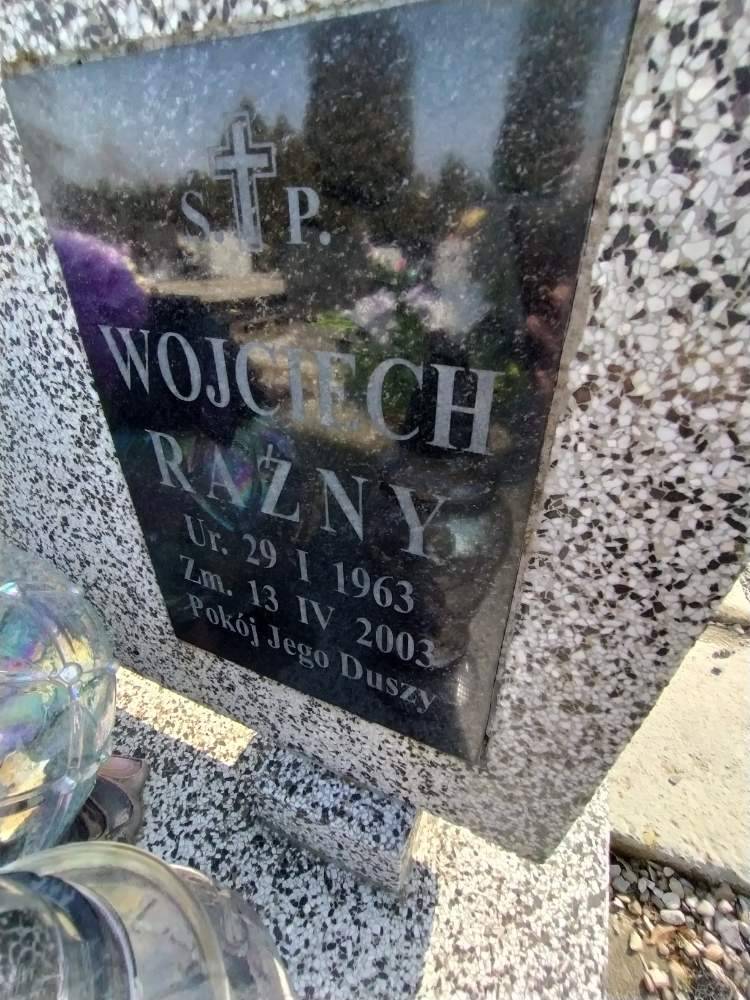 Ś. P.
WOJCIECH
RAŹNY
Ur. 29 I 1963
Zm. 13 IV 2003
Pokój Jego Duszy